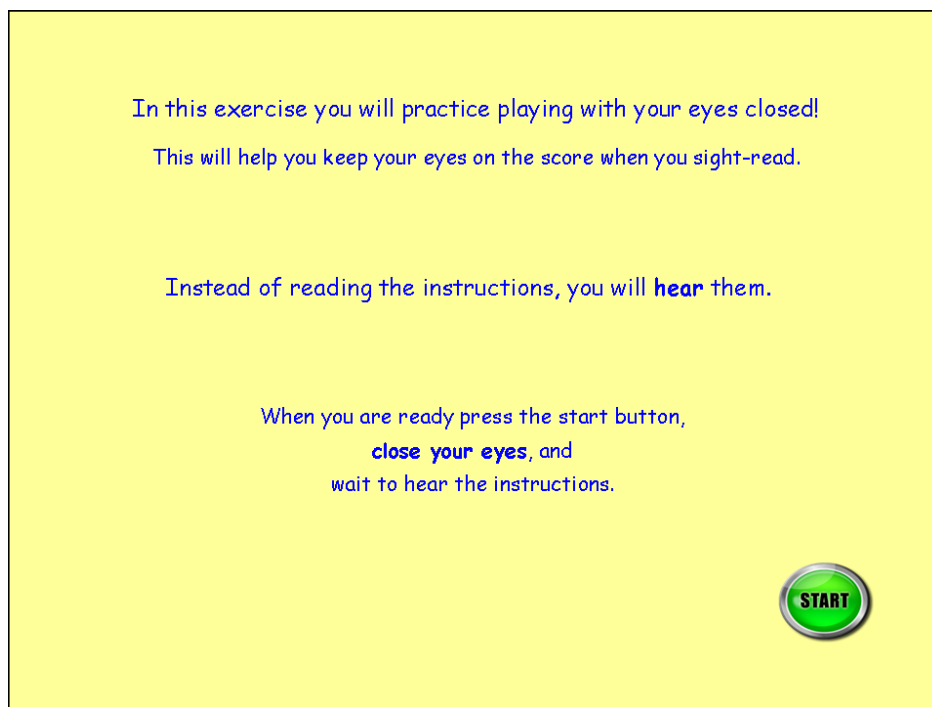 In this exercise you will practice playing with your eyes closed!
This will help you keep your eyes on the score when you sight-read.
Instead of reading the instructions, you will hear them.
When you are ready press the start button,
close your eyes, and
wait to hear the instructions.
START